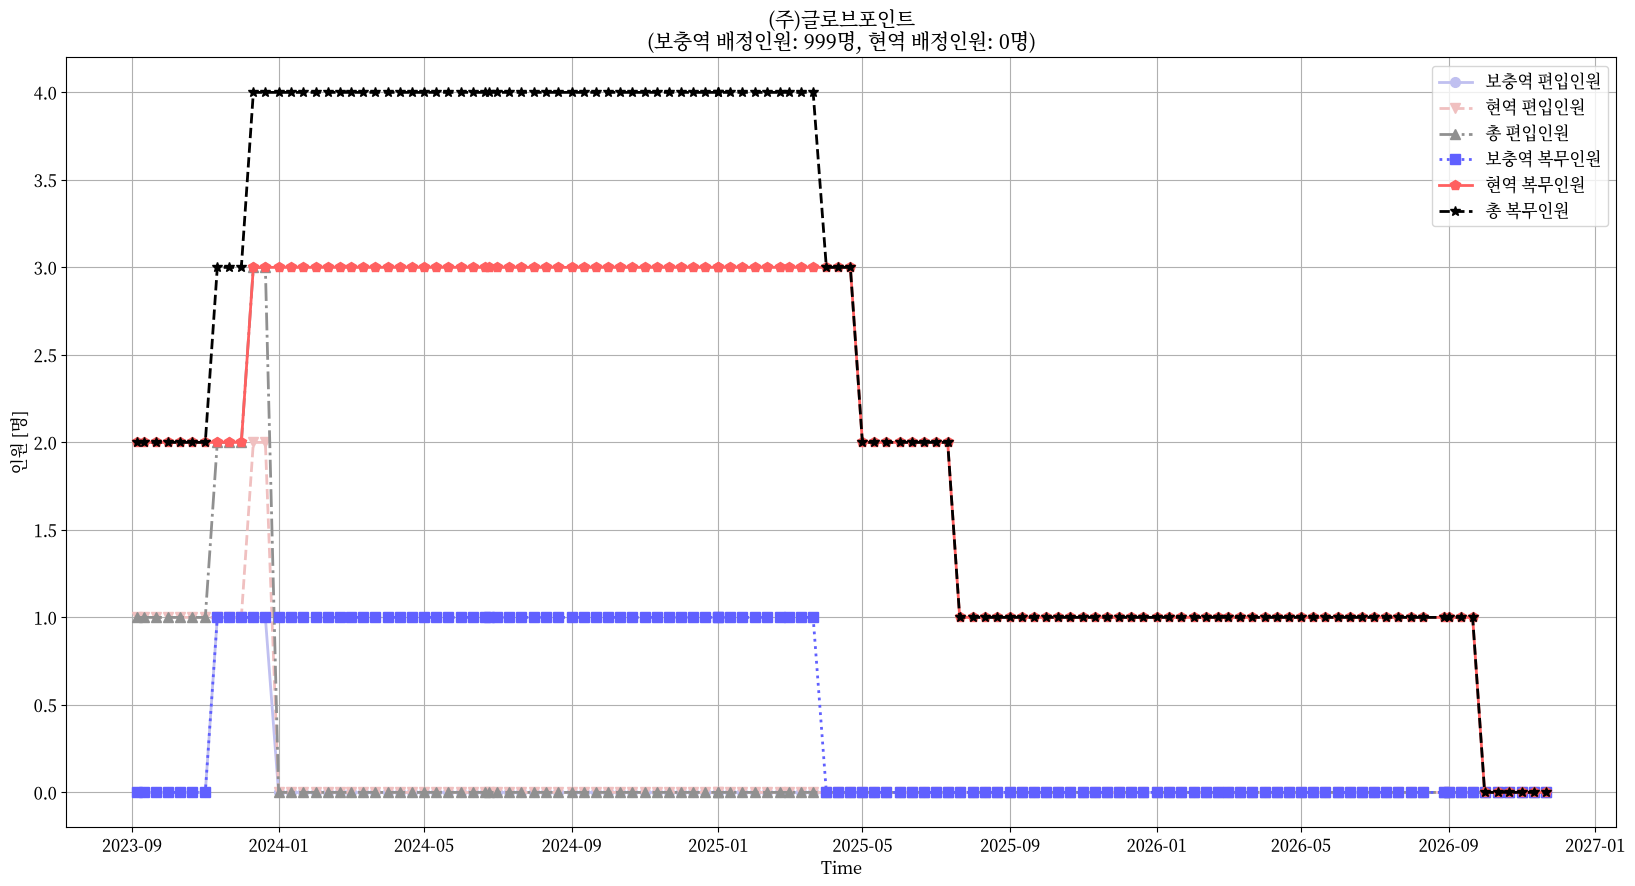 (주)글로브포인트
(보충역 배정인원: 999명, 현역 배정인원: 0명)
보충역 편입인원
현역 편입인원
총 편입인원
보충역 복무인원
현역 복무인원
총 복무인원
인원 [명]
4.0
3.5
3.0
2.5
2.0
1.5
1.0
0.5
0.0
2023-09 2024-01 2024-05 2024-09 2025-01 2025-05 2025-09 2026-01 2026-05 2026-09 2027-01
Time